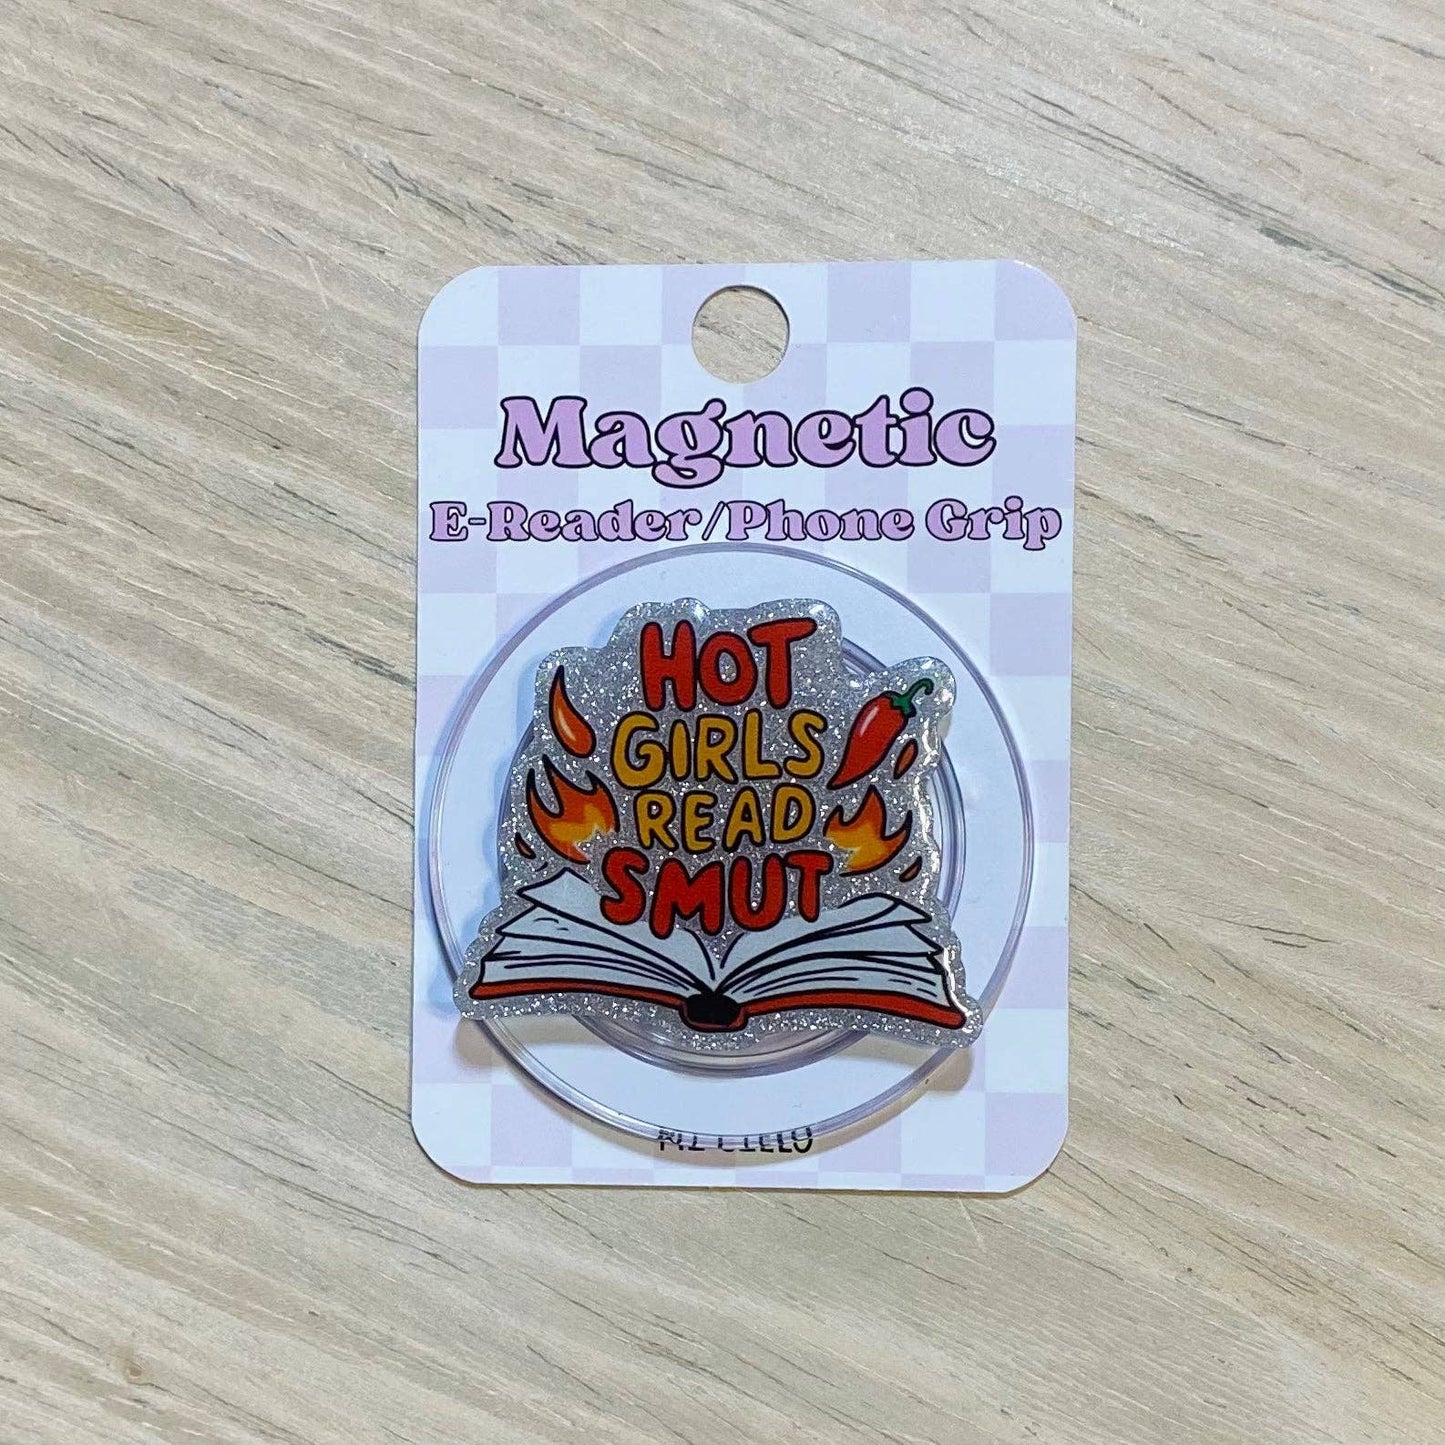 Magnetic
E-Reader/Phone Grip
HOT
GIRLS
READ
SMUT